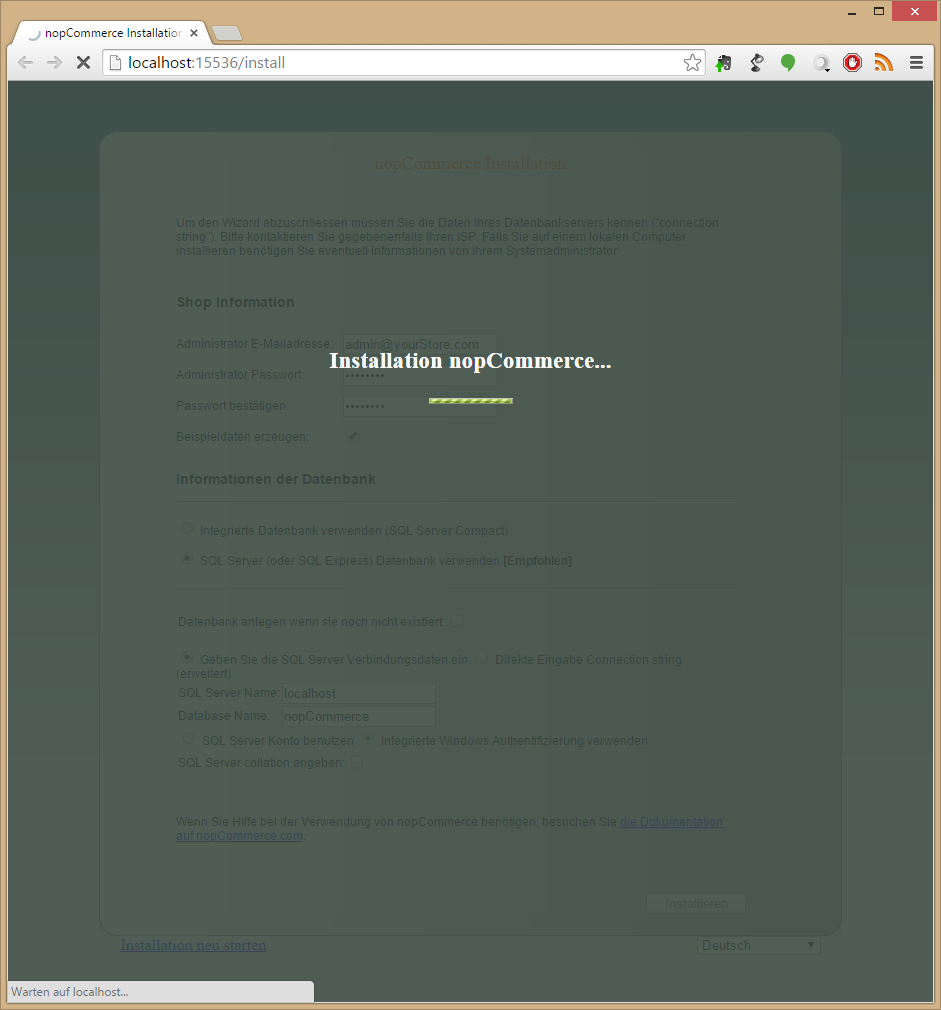 nopCommerce Installation
localhost:15536/install
nopCommerce Installation
Um den Wizard abzuschliessen müssen Sie die Daten Ihres Datenbankservers kennen ("connection
string"). Bitte kontaktieren Sie gegebenenfalls Ihren ISP. Falls Sie auf einem lokalen Computer
installieren benötigen Sie eventuell Informationen von Ihrem Systemadministrator
Shop Information
Administrator E-Mailadresse: admin@yourStore.com
Installation nopCommerce...
Administrator Passwort: ••••••••
Passwort bestätigen: ••••••••
Beispieldaten erzeugen:
Informationen der Datenbank
Integrierte Datenbank verwenden (SQL Server Compact)
SQL Server (oder SQL Express) Datenbank verwenden [Empfohlen]
Datenbank anlegen wenn sie noch nicht existiert
Geben Sie die SQL Server Verbindungsdaten ein Direkte Eingabe Connection string
(erweitert)
SQL Server Name: localhost
Database Name: nopCommerce
SQL Server Konto benutzen Integrierte Windows Authentifizierung verwenden
SQL Server collation angeben:
Wenn Sie Hilfe bei der Verwendung von nopCommerce benötigen, besuchen Sie die Dokumentation
auf nopCommerce.com.
Installieren
Installation neu starten Deutsch
Warten auf localhost...